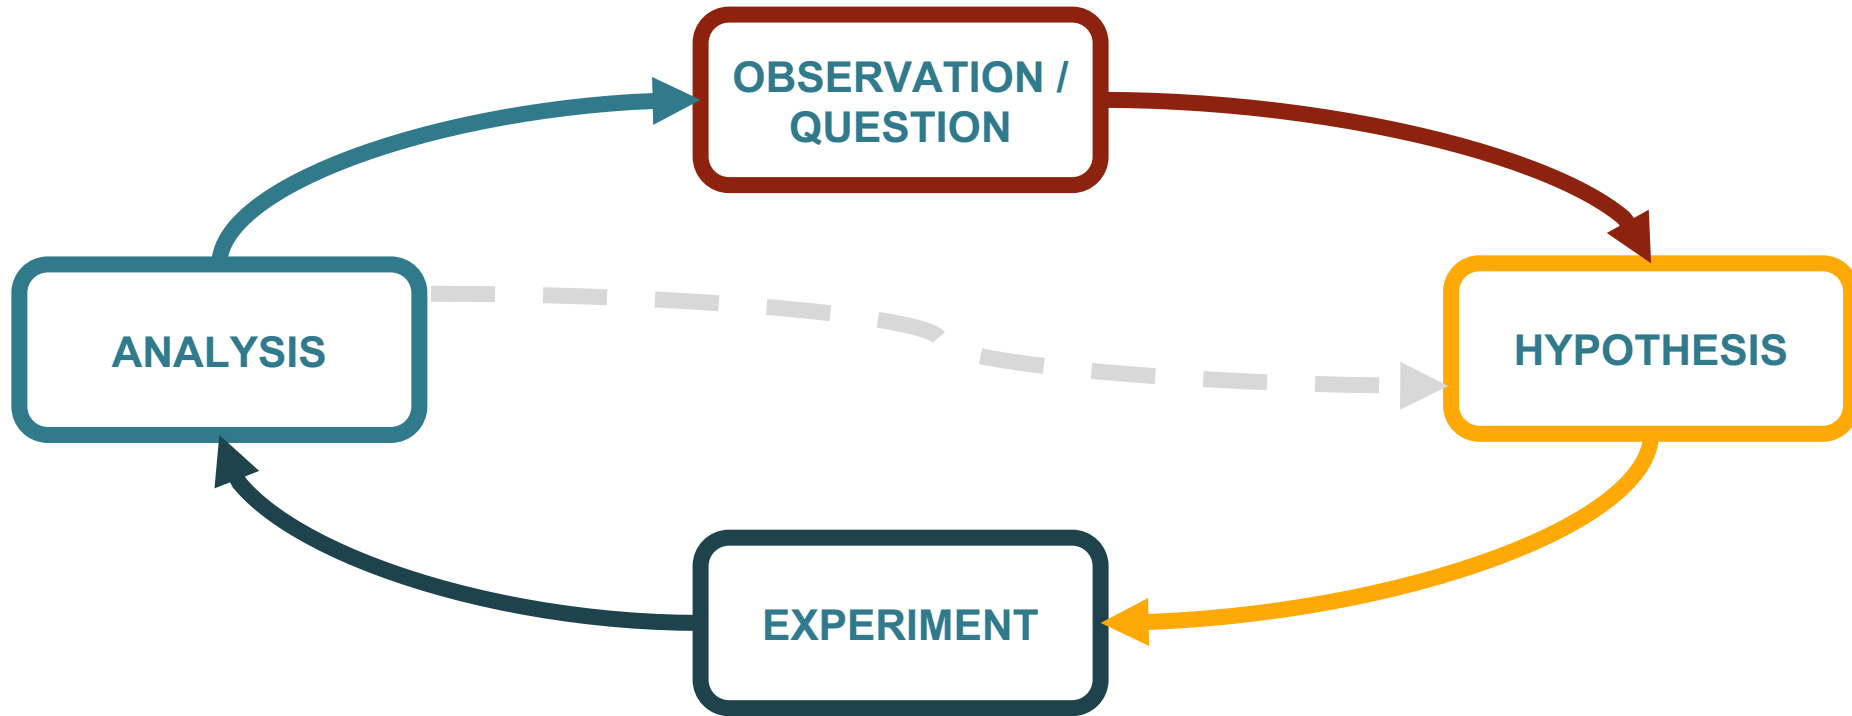 OBSERVATION /
QUESTION
ANALYSIS
HYPOTHESIS
EXPERIMENT